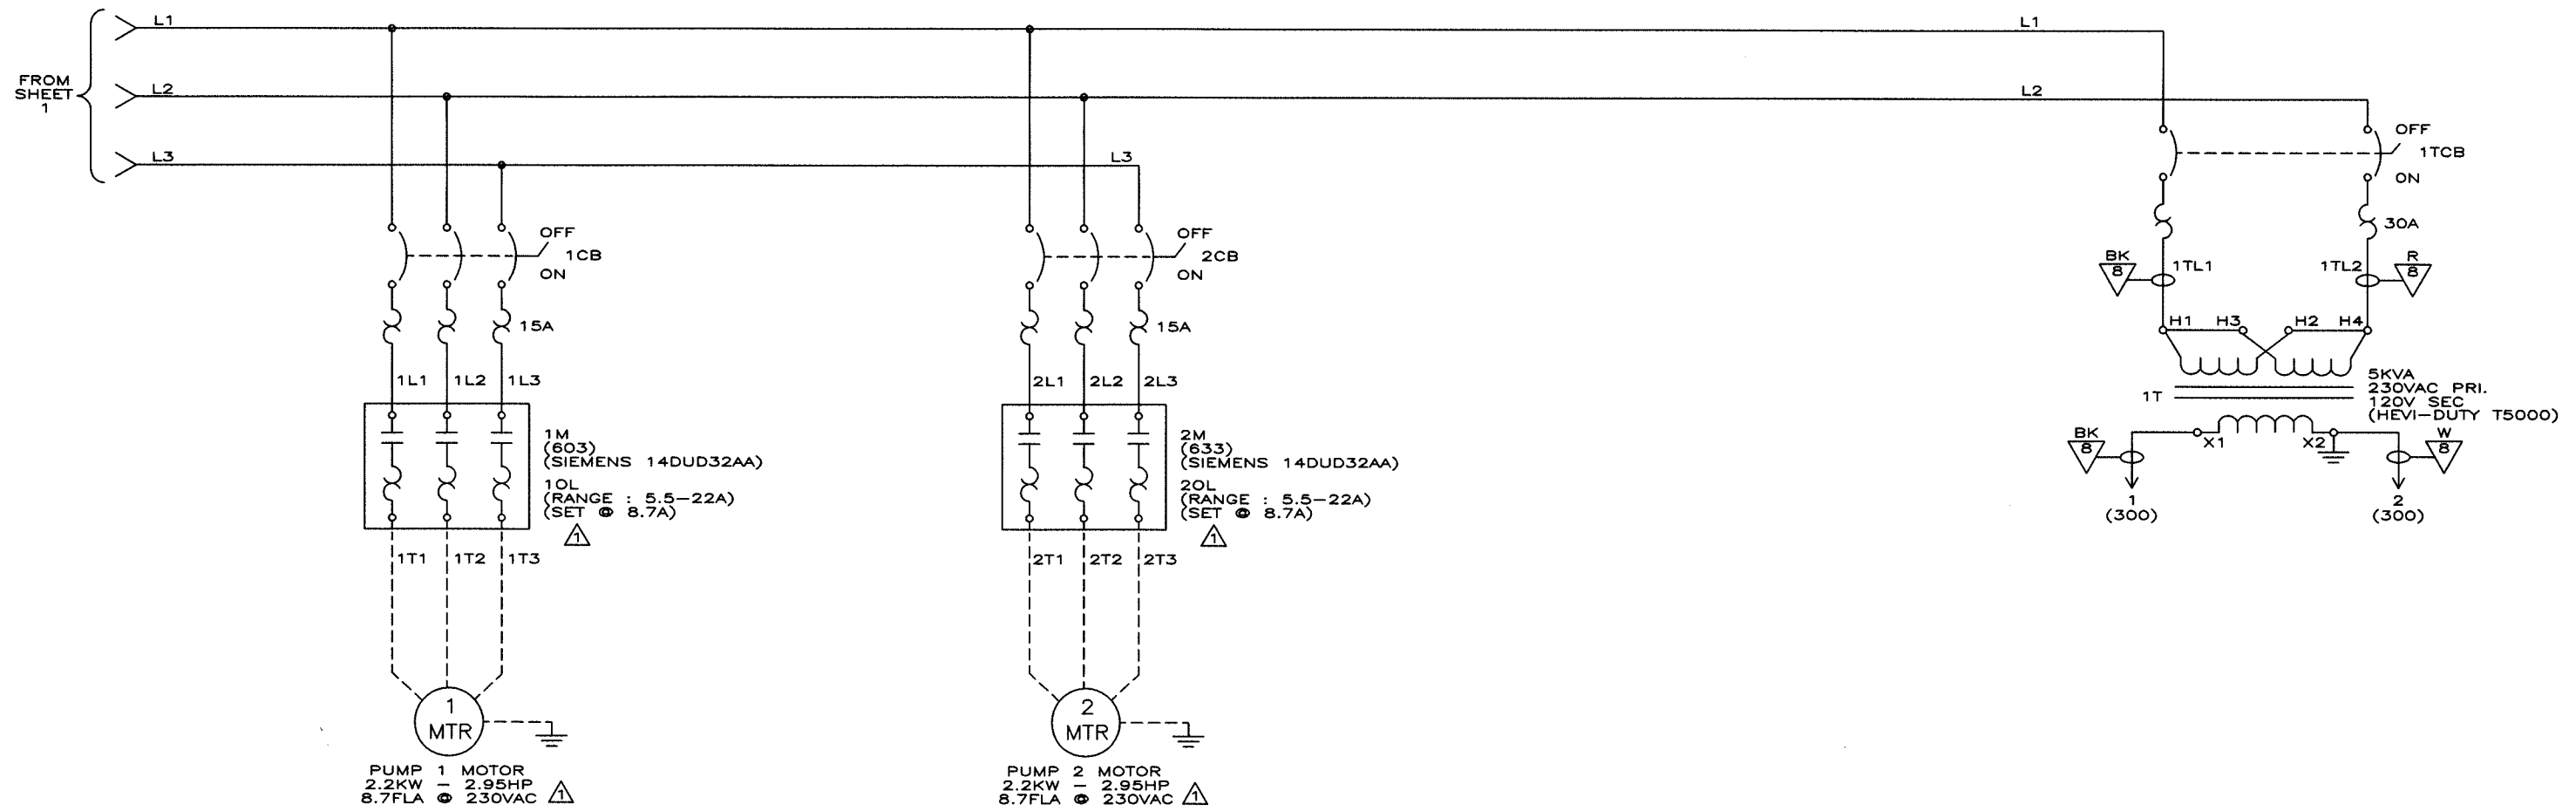 FROM
SHEET
1
L1
L2
L3
L1
L2
L3
OFF
1CB
ON
15A
1L1 1L2 1L3
1M
(603)
(SIEMENS 14DUD32AA)
1OL
(RANGE : 5.5-22A)
(SET @ 8.7A)
1
1T1 1T2 1T3
1
MTR
PUMP 1 MOTOR
2.2KW - 2.95HP
8.7FLA @ 230VAC
1
OFF
2CB
ON
15A
2L1 2L2 2L3
2M
(633)
(SIEMENS 14DUD32AA)
2OL
(RANGE : 5.5-22A)
(SET @ 8.7A)
1
2T1 2T2 2T3
2
MTR
PUMP 2 MOTOR
2.2KW - 2.95HP
8.7FLA @ 230VAC
1
OFF
1TCB
ON
30A
BK
8
1TL1
1TL2
R
8
H1 H3 H2 H4
1T
5KVA
230VAC PRI.
120V SEC
(HEVI-DUTY T5000)
BK
8
X1 X2
W
8
1
(300)
2
(300)